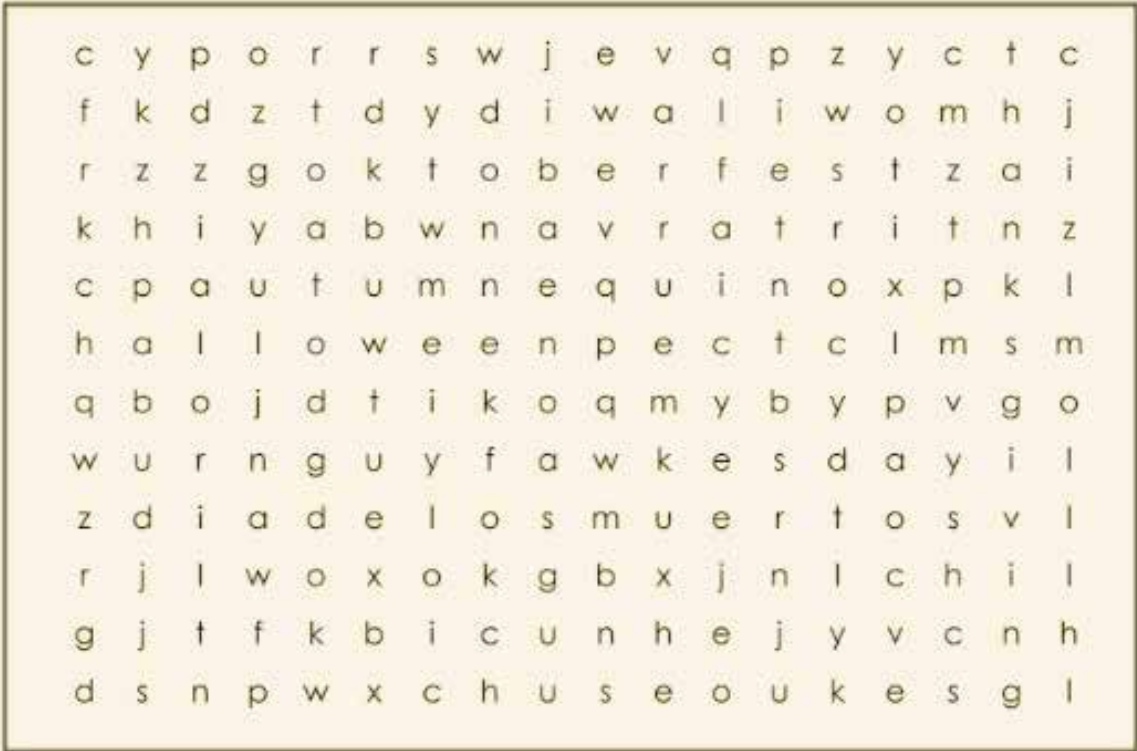 c y p o r r s w j e v q p z y c t c
f k d z t d y d i w a l i w o m h j
r z z g o k t o b e r f e s t z a i
k h i y a b w n a v r a t r i t n z
c p a u t u m n e q u i n o x p k l
h a l l o w e e n p e c t c l m s m
q b o j d t i k o q m y b y p v g o
w u r n g u y f a w k e s d a y i l
z d i a d e l o s m u e r t o s v l
r j l w o x o k g b x j n l c h i l
g j t f k b i c u n h e j y v c n h
d s n p w x c h u s e o u k e s g l